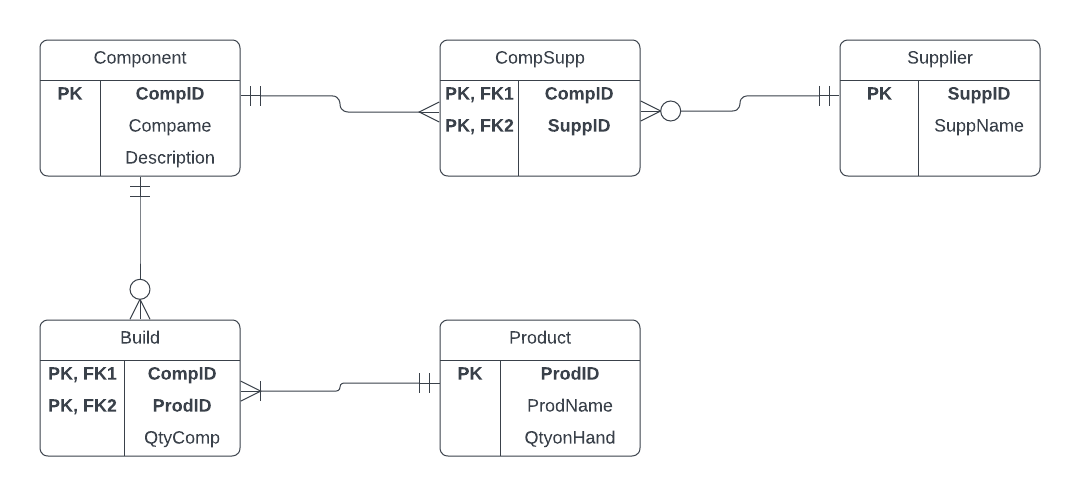 Component
PK CompID
Compame
Description
CompSupp
PK, FK1 CompID
PK, FK2 SuppID
Supplier
PK SuppID
SuppName
Build
PK, FK1 CompID
PK, FK2 ProdID
QtyComp
Product
PK ProdID
ProdName
QtyonHand